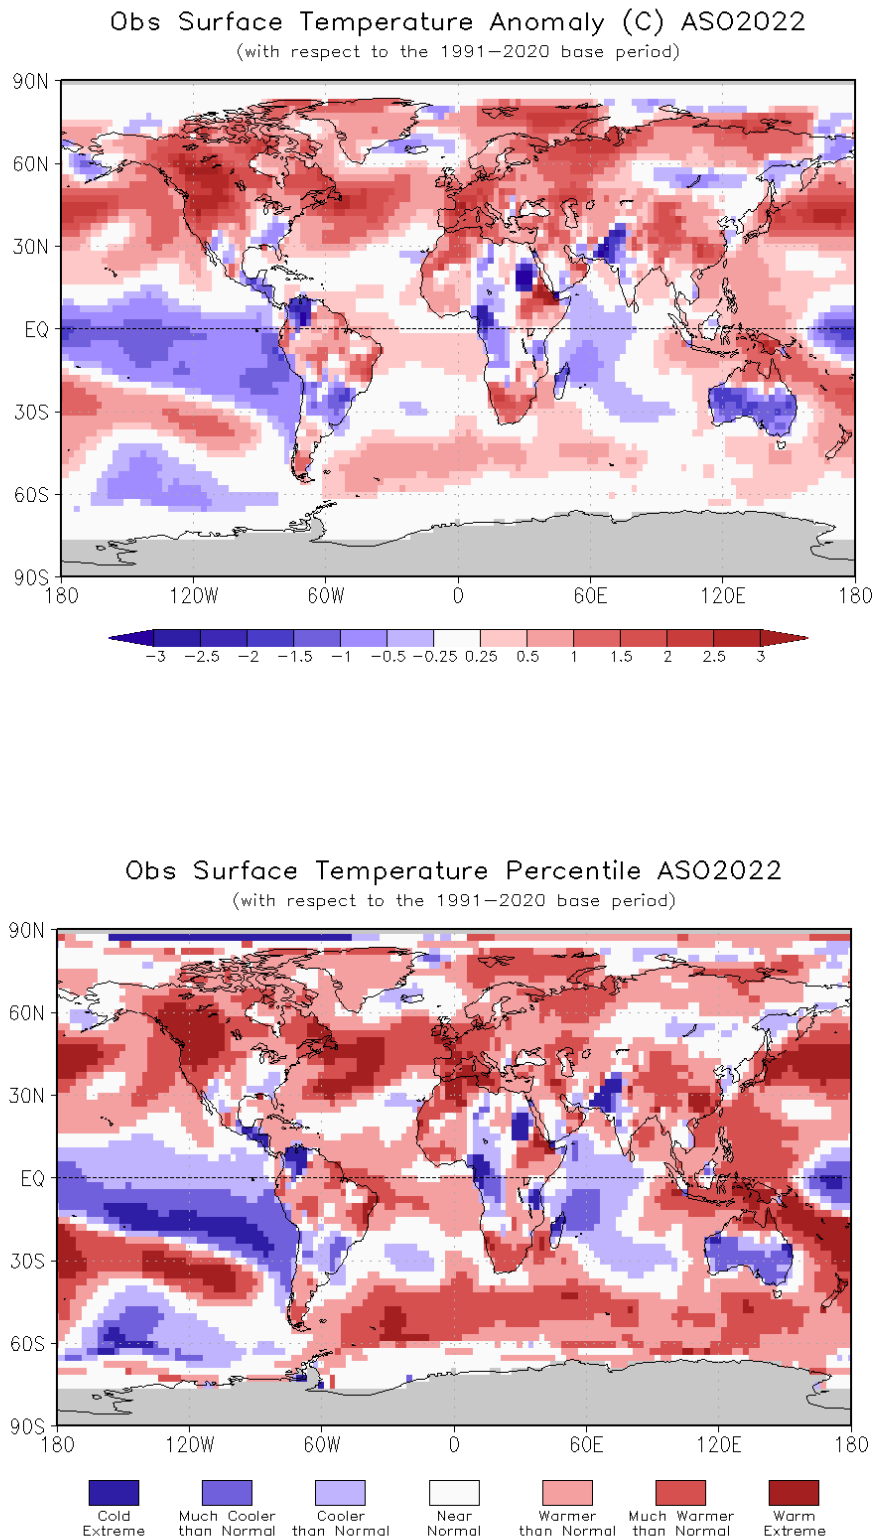 Obs Surface Temperature Anomaly (C) ASO2022
(with respect to the 1991–2020 base period)
90N
60N
30N
EQ
30S
60S
90S
180 120W 60W 0 60E 120E 180
−3 −2.5 −2 −1.5 −1 −0.5 −0.25 0.25 0.5 1 1.5 2 2.5 3
Obs Surface Temperature Percentile ASO2022
(with respect to the 1991–2020 base period)
90N
60N
30N
EQ
30S
60S
90S
180 120W 60W 0 60E 120E 180
Cold Much Cooler Cooler Near Warmer Much Warmer Warm
Extreme than Normal than Normal Normal than Normal than Normal Extreme